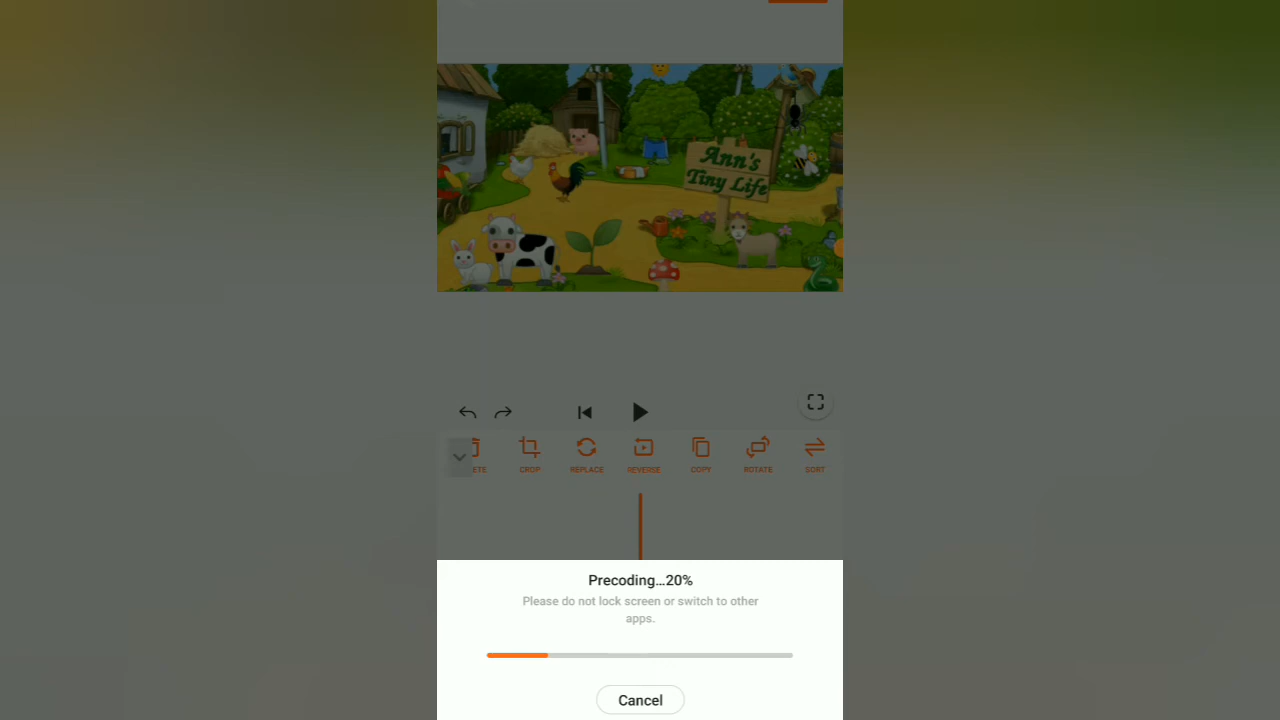 Ann's
Tiny Life
ETE
CROP
REPLACE
REVERSE
COPY
ROTATE
SORT
Precoding...20%
Please do not lock screen or switch to other
apps.
Cancel